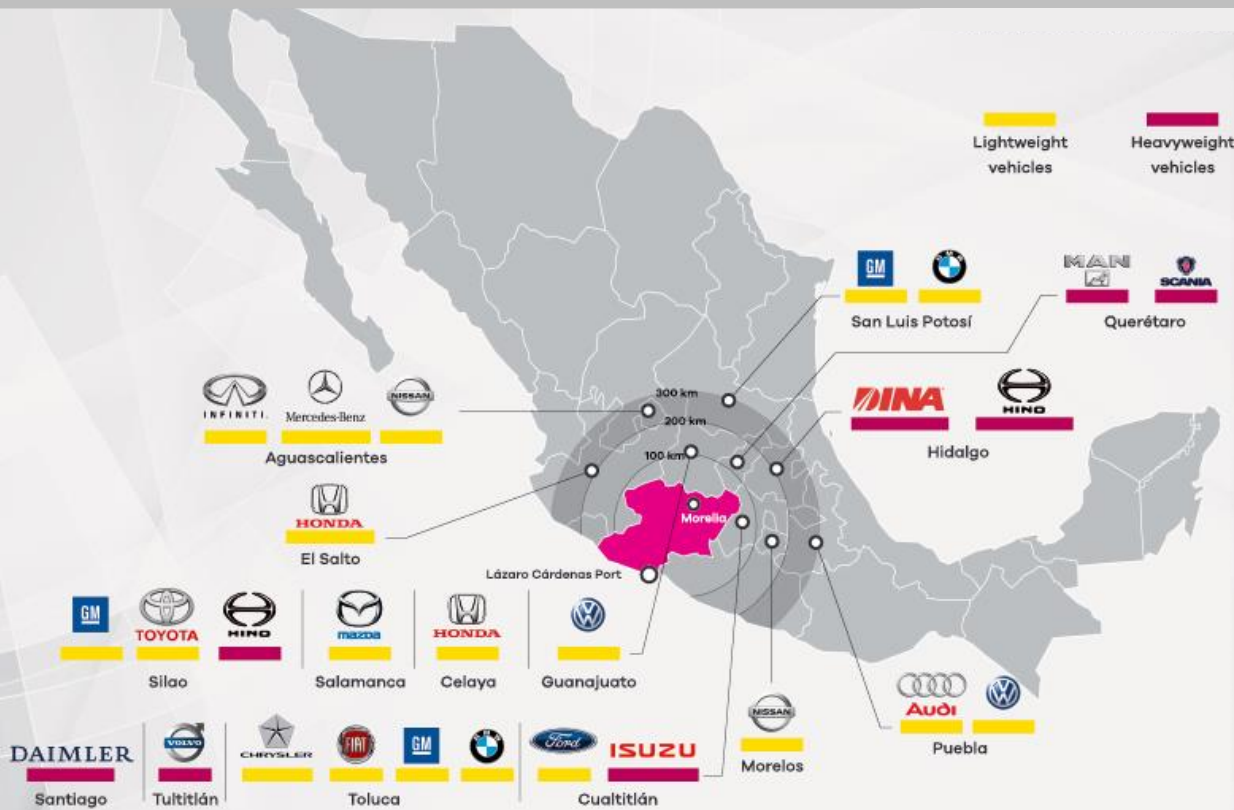 Lightweight
vehicles
Heavyweight
vehicles
GM
BMW
San Luis Potosí
MAN
SCANIA
Querétaro
INFINITI.
Mercedes-Benz
NISSAN
Aguascalientes
300 km
200 km
100 km
DINA
HINO
Hidalgo
HONDA
El Salto
Morelia
Lázaro Cárdenas Port
GM
TOYOTA
HINO
Silao
mazda
Salamanca
HONDA
Celaya
Guanajuato
NISSAN
Morelos
Audi
Puebla
DAIMLER
Santiago
VOLVO
Tultitlán
CHRYSLER
FIAT
GM
BMW
Toluca
Ford
ISUZU
Cualtitlán